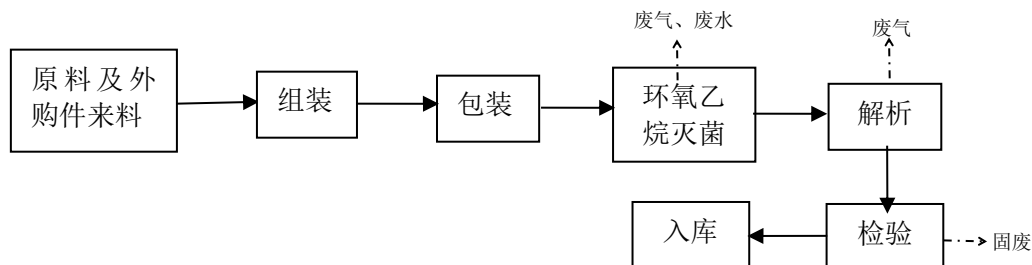 废气、废水
废气
原料及外
购件来料
组装
包装
环氧乙
烷灭菌
解析
入库
检验
固废